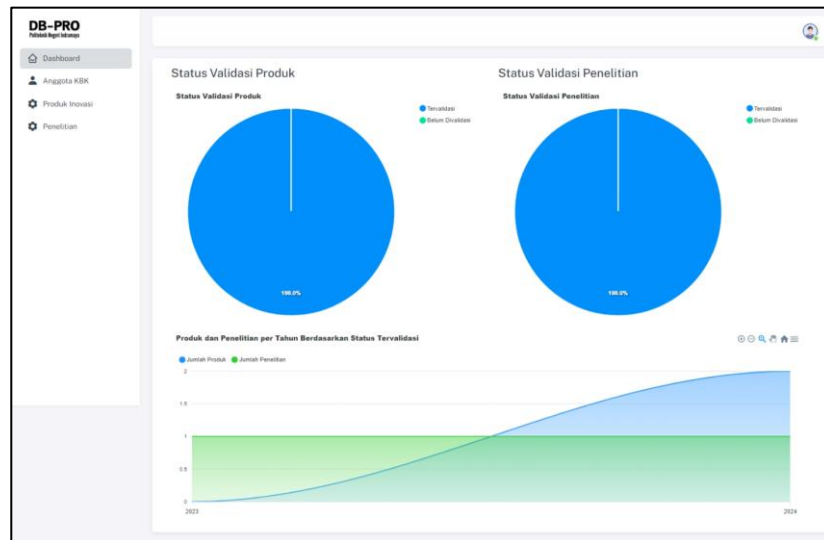 DB-PRO
Politeknik Negeri Indramayu
Dashboard
Anggota KBK
Produk Inovasi
Penelitian
Status Validasi Produk
Status Validasi Produk
Tervalidasi
Belum Divalidasi
100.0%
Status Validasi Penelitian
Status Validasi Penelitian
Tervalidasi
Belum Divalidasi
100.0%
Produk dan Penelitian per Tahun Berdasarkan Status Tervalidasi
Jumlah Produk
Jumlah Penelitian
2
1.5
1
0.5
0
2023
2024